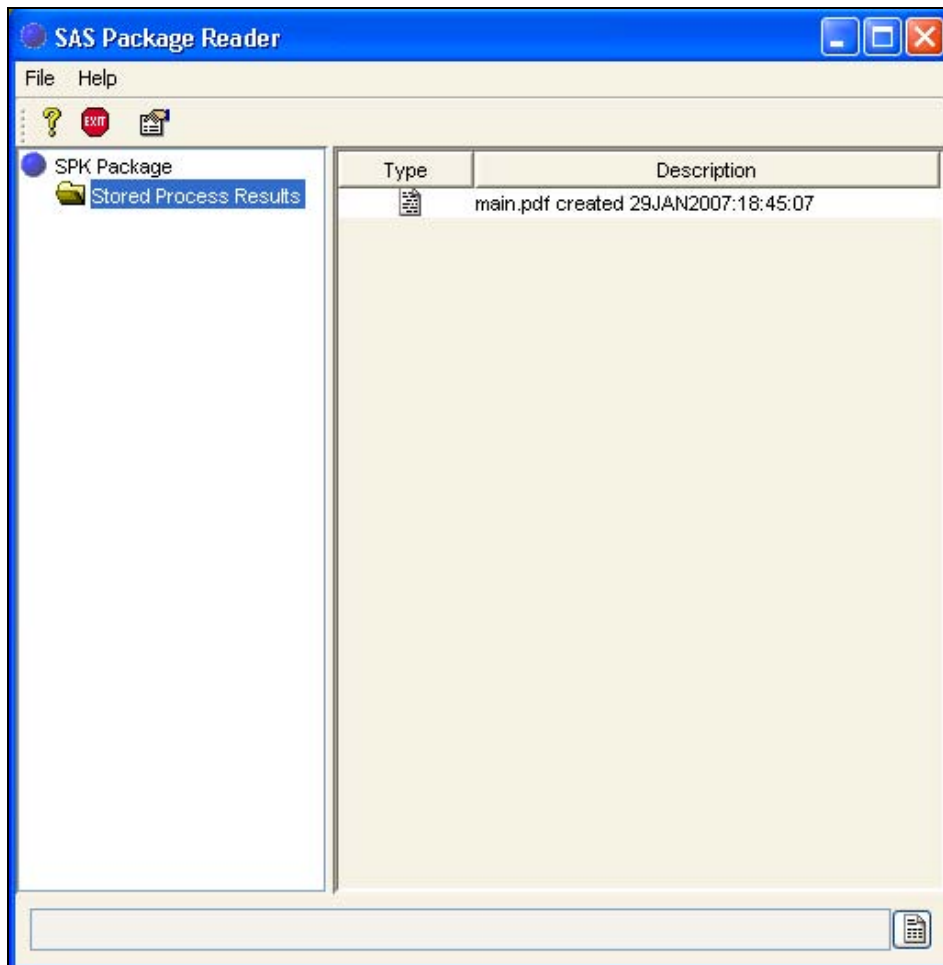 SAS Package Reader
File Help
EXIT
SPK Package
Stored Process Results
Type Description
main.pdf created 29JAN2007:18:45:07